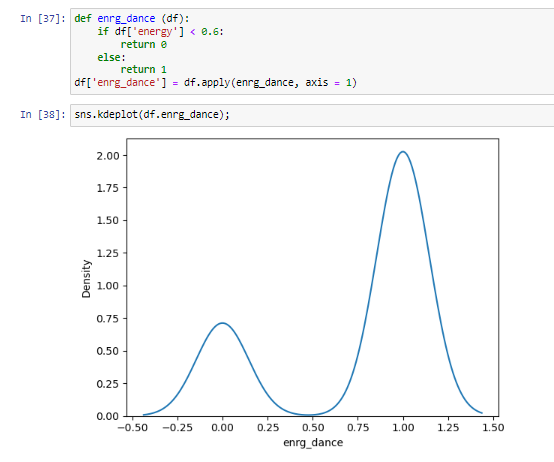 In [37]: def enrg_dance (df):
if df['energy'] < 0.6:
return 0
else:
return 1
df['enrg_dance'] = df.apply(enrg_dance, axis = 1)
In [38]: sns.kdeplot(df.enrg_dance);
2.00
1.75
1.50
1.25
1.00
0.75
0.50
0.25
0.00
Density
−0.50 −0.25 0.00 0.25 0.50 0.75 1.00 1.25 1.50
enrg_dance